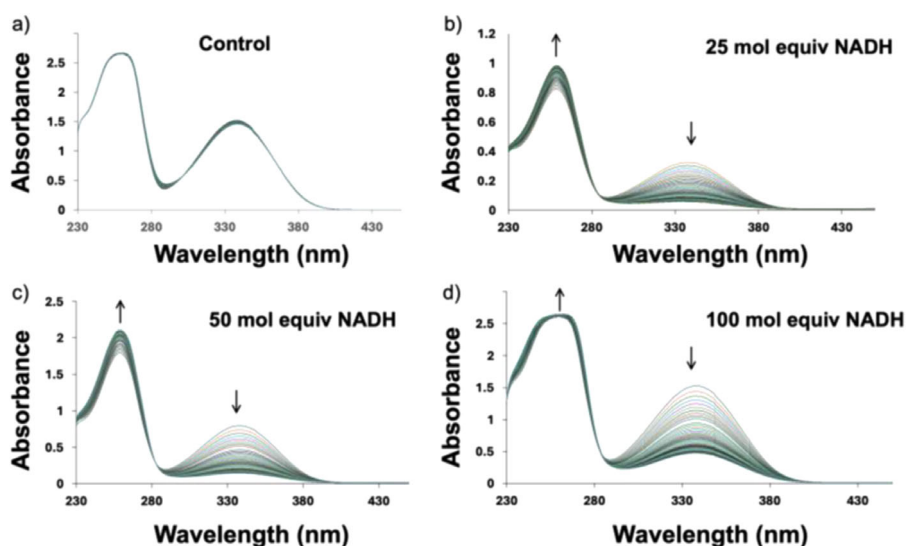 a)
Control
2.5
2
1.5
1
0.5
0
230
280
330
380
430
Absorbance
Wavelength (nm)
b)
25 mol equiv NADH
1.2
1
0.8
0.6
0.4
0.2
0
230
280
330
380
430
Absorbance
Wavelength (nm)
c)
50 mol equiv NADH
2.5
2
1.5
1
0.5
0
230
280
330
380
430
Absorbance
Wavelength (nm)
d)
100 mol equiv NADH
2.5
2
1.5
1
0.5
0
230
280
330
380
430
Absorbance
Wavelength (nm)